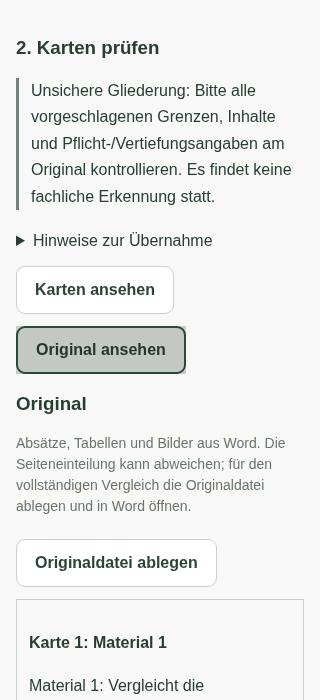 2. Karten prüfen
Unsichere Gliederung: Bitte alle
vorgeschlagenen Grenzen, Inhalte
und Pflicht-/Vertiefungsangaben am
Original kontrollieren. Es findet keine
fachliche Erkennung statt.
Hinweise zur Übernahme
Karten ansehen
Original ansehen
Original
Absätze, Tabellen und Bilder aus Word. Die
Seiteneinteilung kann abweichen; für den
vollständigen Vergleich die Originaldatei
ablegen und in Word öffnen.
Originaldatei ablegen
Karte 1: Material 1
Material 1: Vergleicht die